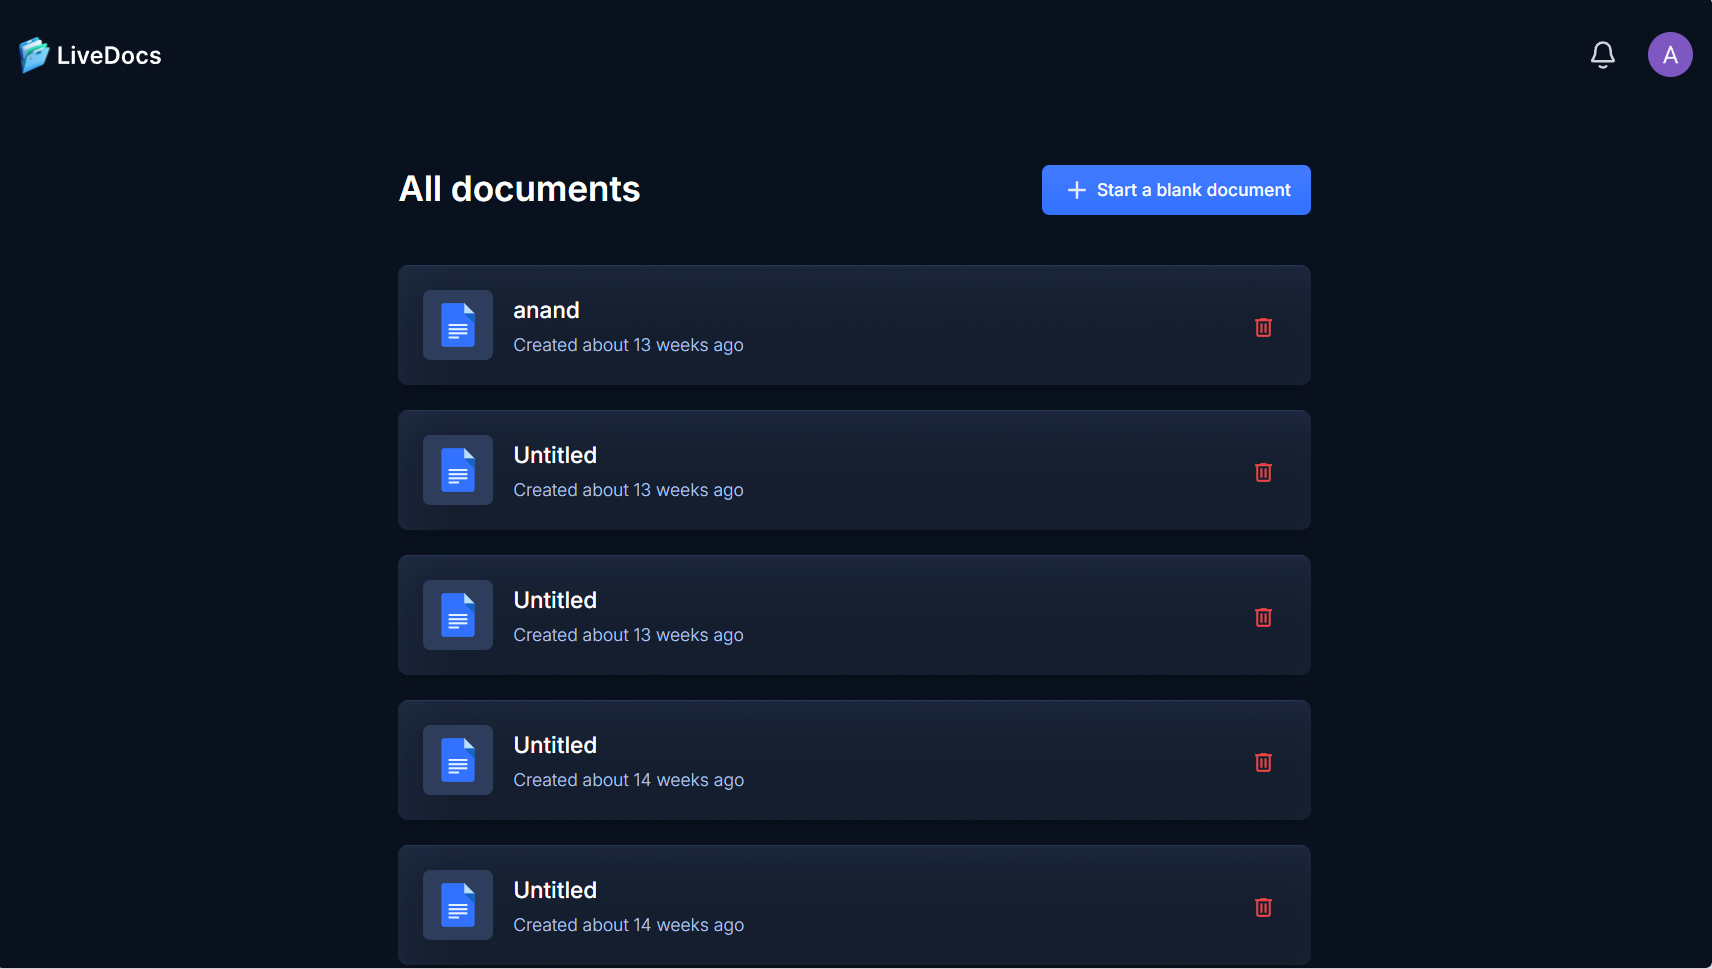 LiveDocs
A
All documents
Start a blank document
anand
Created about 13 weeks ago
Untitled
Created about 13 weeks ago
Untitled
Created about 13 weeks ago
Untitled
Created about 14 weeks ago
Untitled
Created about 14 weeks ago